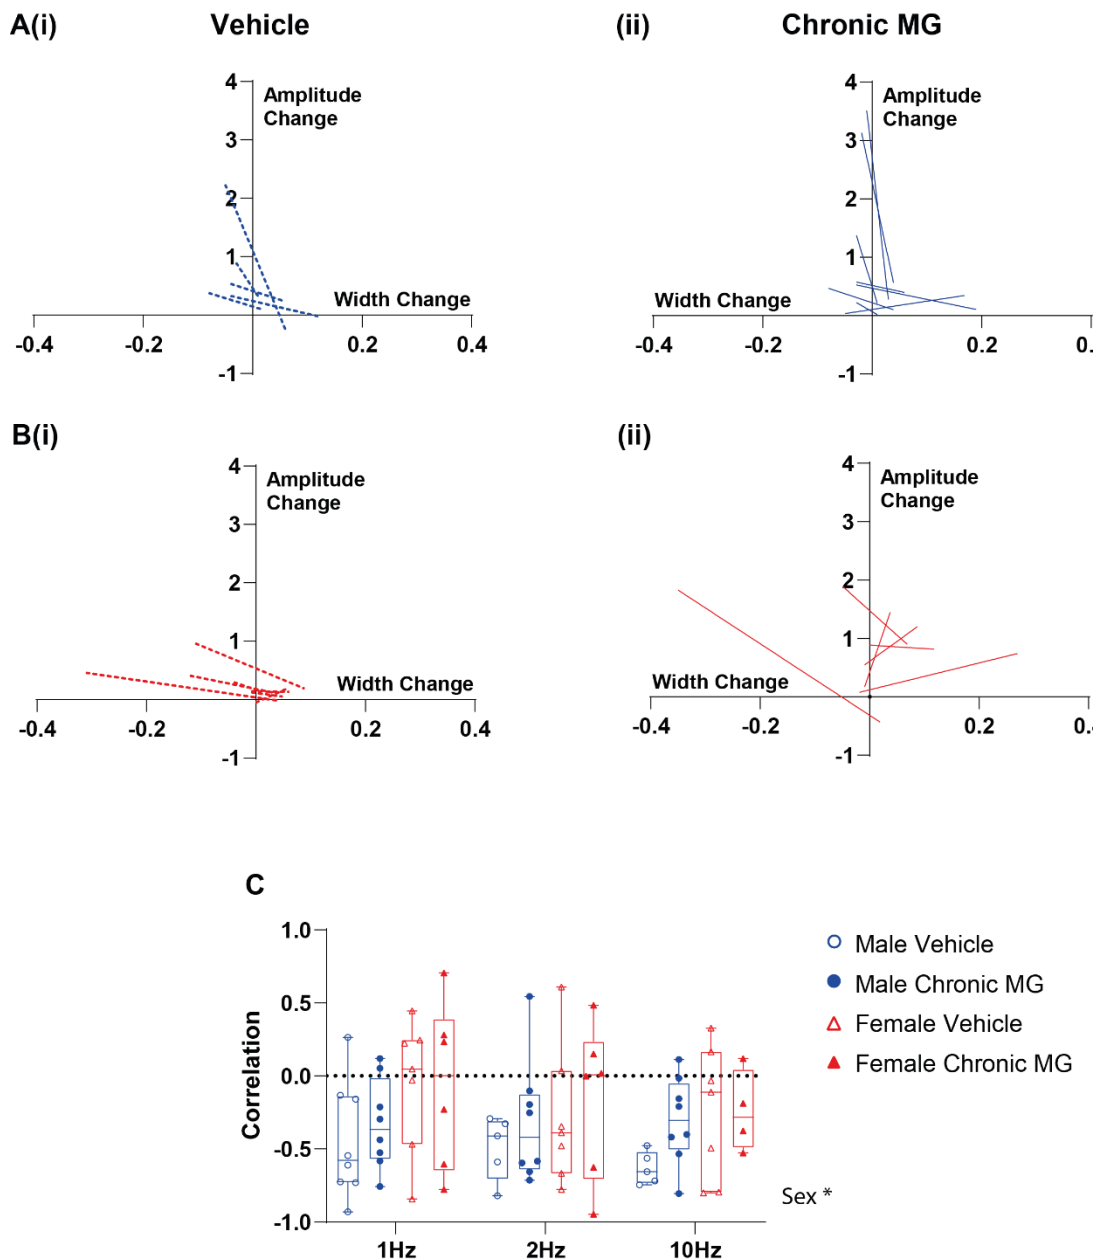 A(i) Vehicle (ii) Chronic MG
4 Amplitude Change 4 Amplitude Change
3 3
2 2
1 1
Width Change Width Change
-0.4 -0.2 0.2 0.4 -0.4 -0.2 0.2 0.
-1 -1
B(i) (ii)
4 Amplitude Change 4 Amplitude Change
3 3
2 2
1 1
Width Change Width Change
-0.4 -0.2 0.2 0.4 -0.4 -0.2 0.2 0.4
-1 -1
C
Correlation
1.0
0.5
0.0
-0.5
-1.0
1Hz 2Hz 10Hz
Male Vehicle
Male Chronic MG
Female Vehicle
Female Chronic MG
Sex *